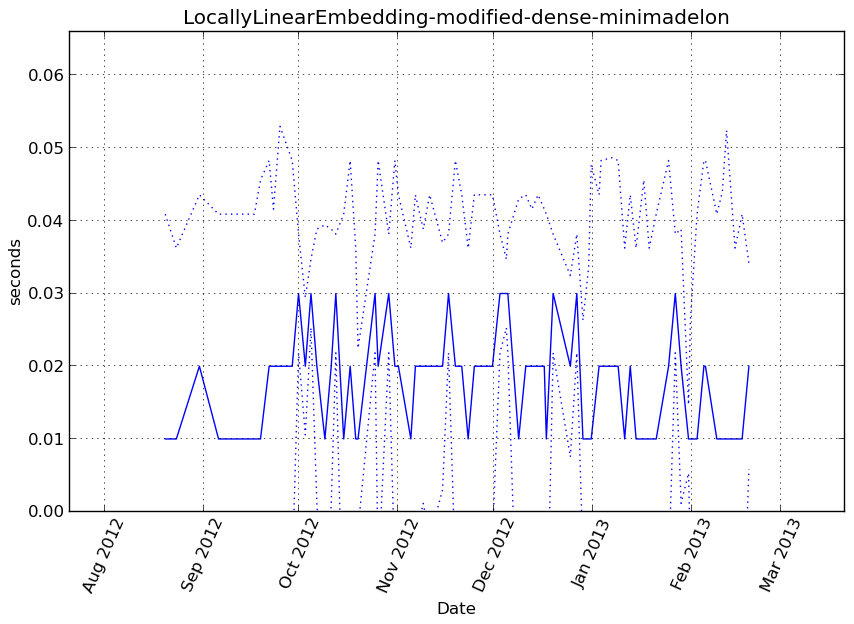 LocallyLinearEmbedding-modified-dense-minimadelon
0.06
0.05
0.04
0.03
0.02
0.01
0.00
seconds
Aug 2012
Sep 2012
Oct 2012
Nov 2012
Dec 2012
Jan 2013
Feb 2013
Mar 2013
Date